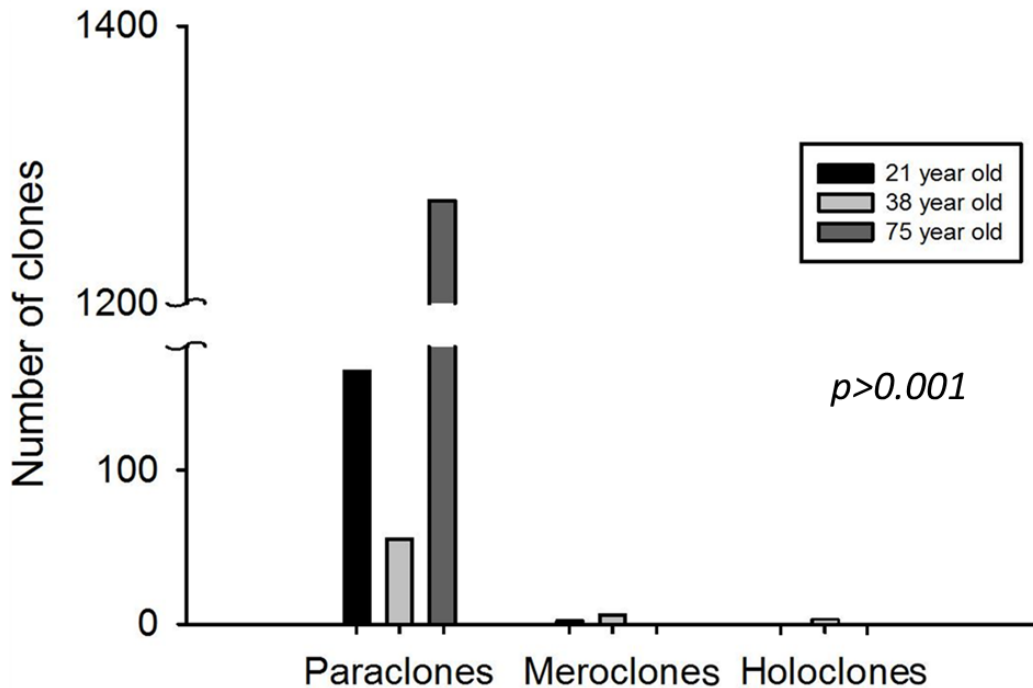 1400
1200
100
0
Number of clones
21 year old
38 year old
75 year old
p>0.001
Paraclones Meroclones Holoclones